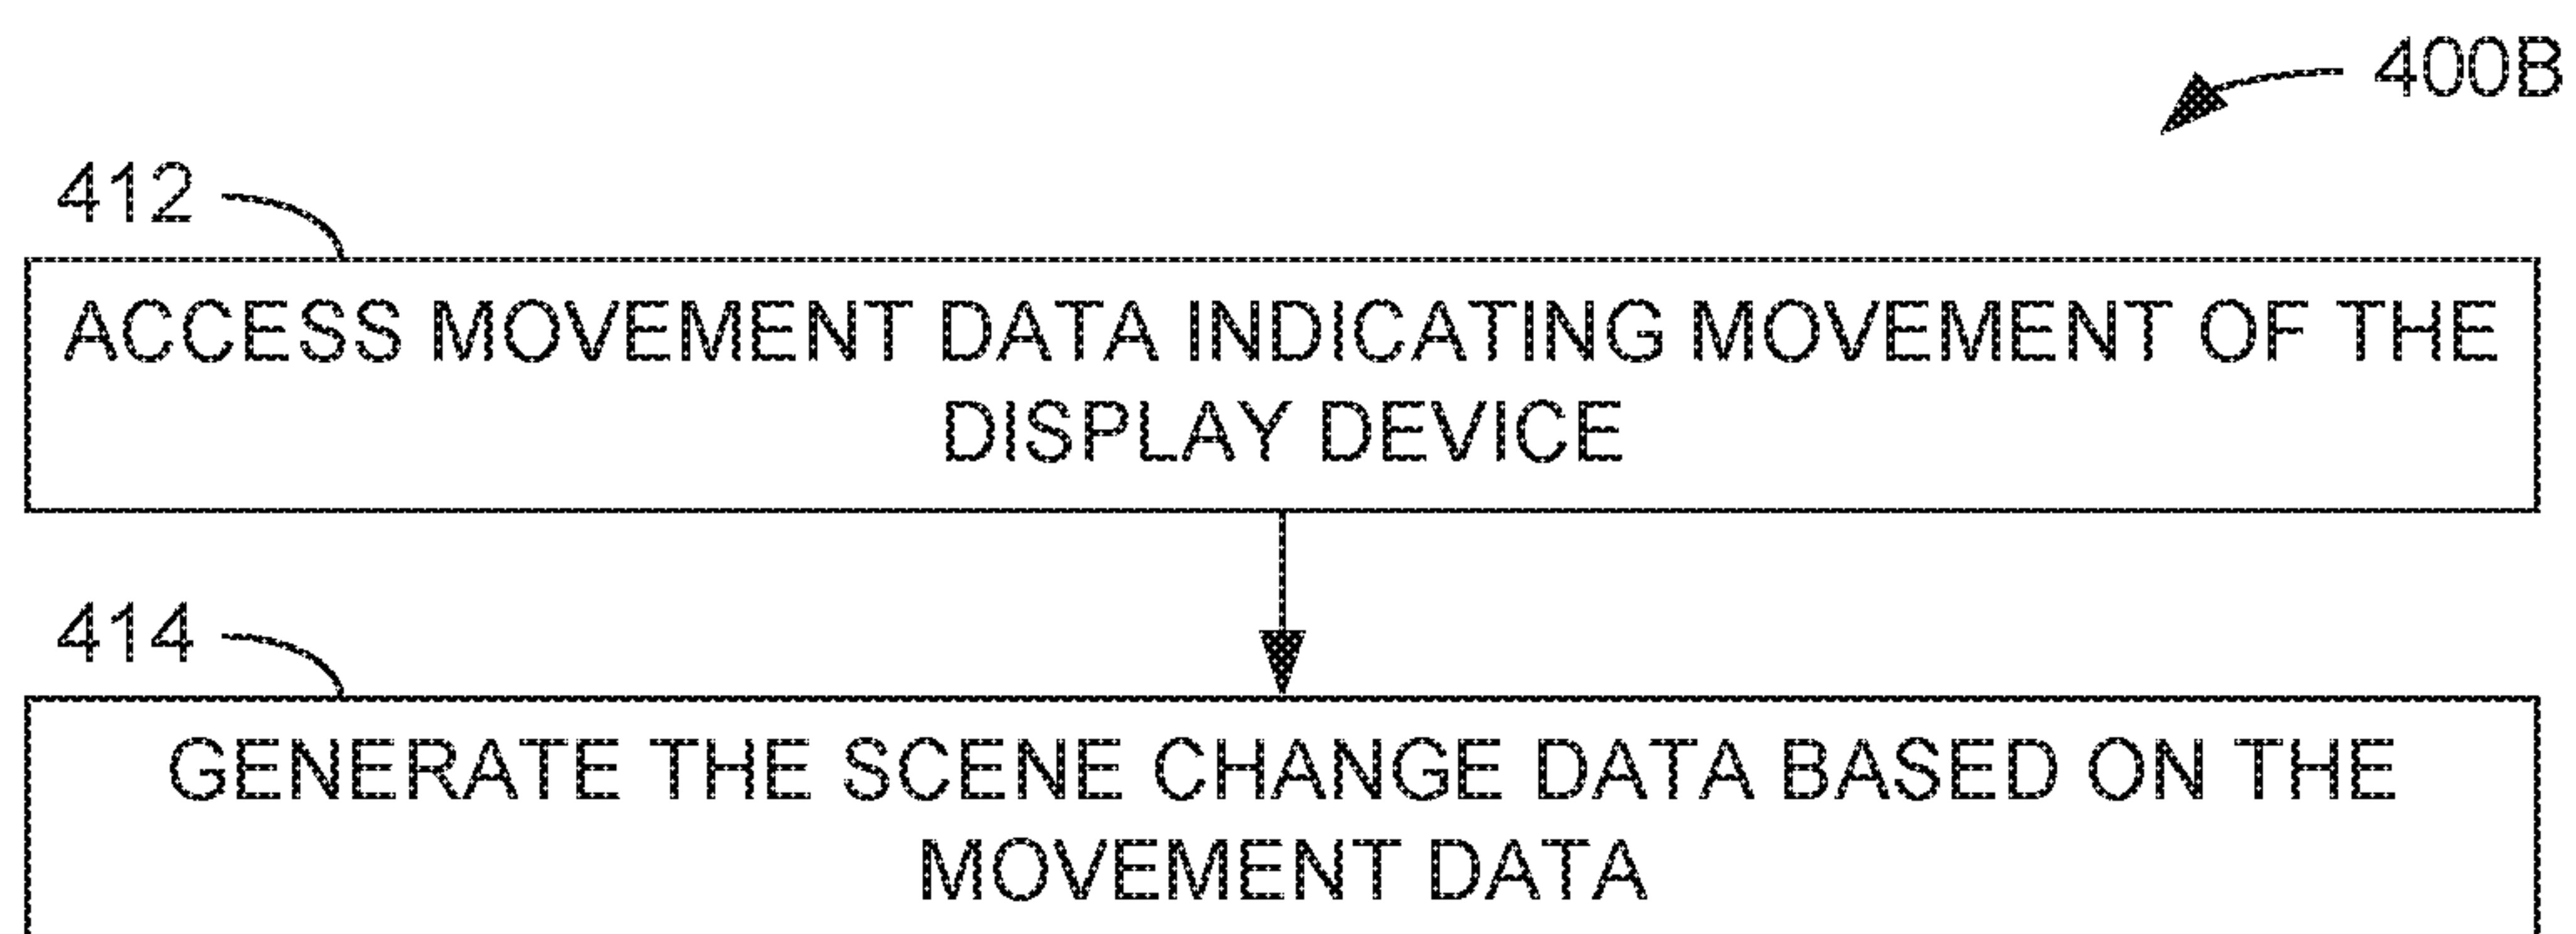 400B
412
ACCESS MOVEMENT DATA INDICATING MOVEMENT OF THE
DISPLAY DEVICE
414
GENERATE THE SCENE CHANGE DATA BASED ON THE
MOVEMENT DATA